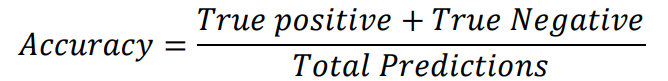 Accuracy = True positive + True Negative / Total Predictions